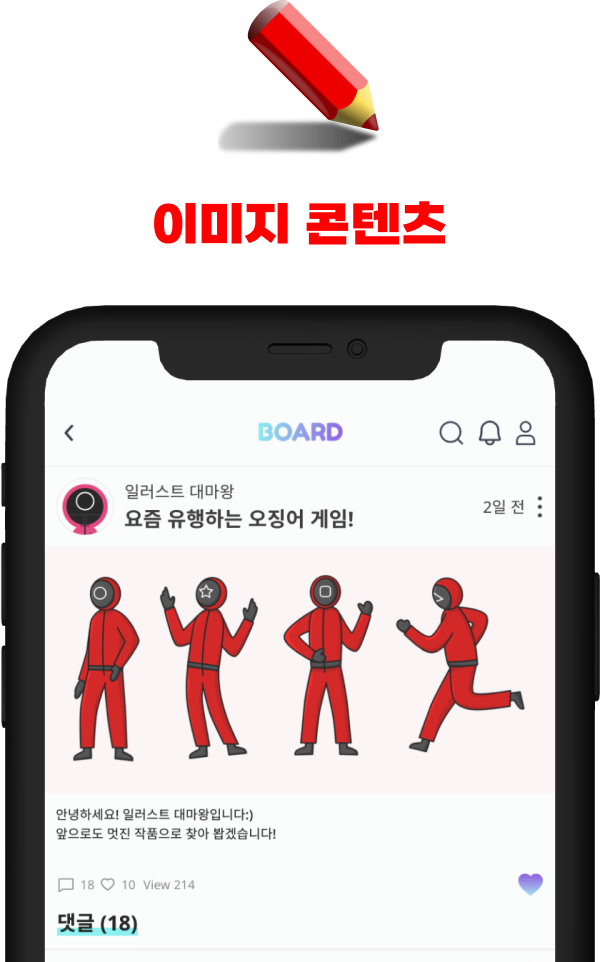 이미지 콘텐츠
BOARD
일러스트 대마왕
요즘 유행하는 오징어 게임!
2일 전
안녕하세요! 일러스트 대마왕입니다:)
앞으로도 멋진 작품으로 찾아 봽겠습니다!
18 10 View 214
댓글 (18)